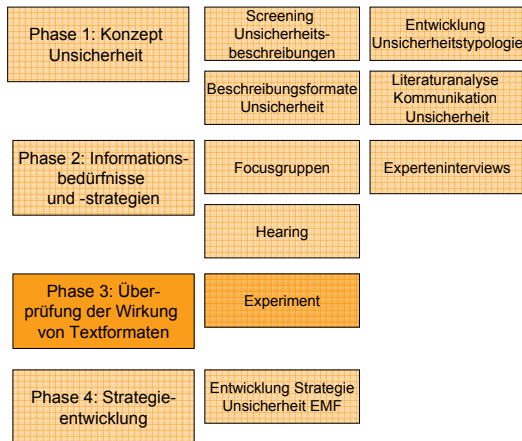 Phase 1: Konzept
Unsicherheit
Screening
Unsicherheits-
beschreibungen
Entwicklung
Unsicherheitstypologie
Beschreibungsformate
Unsicherheit
Literaturanalyse
Kommunikation
Unsicherheit
Phase 2: Informations-
bedürfnisse
und -strategien
Focusgruppen
Experteninterviews
Hearing
Phase 3: Über-
prüfung der Wirkung
von Textformaten
Experiment
Phase 4: Strategie-
entwicklung
Entwicklung Strategie
Unsicherheit EMF